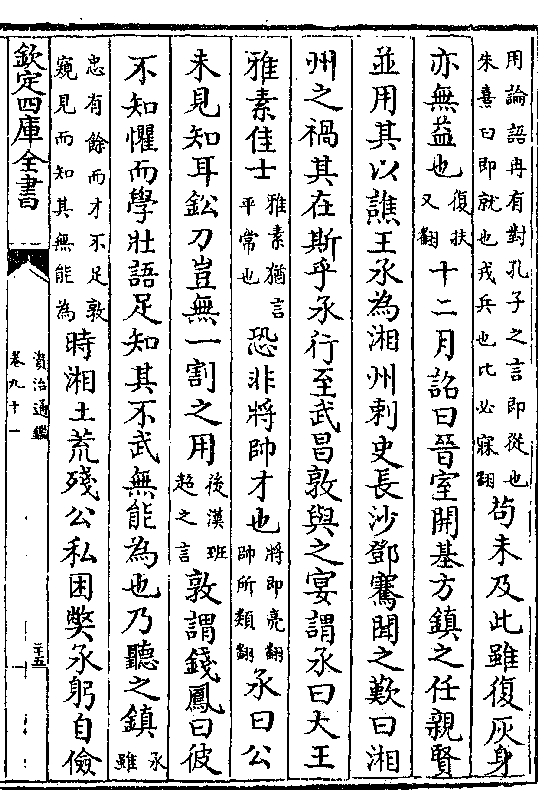 用論語冉有對孔子之言即從也朱熹曰即就也戎兵也比必寐翻茍未及此雖復灰身
亦無益也復扶又翻十二月詔曰晉室開基方鎮之任親賢
並用其以譙王承為湘州刺史長沙鄧騫聞之歎曰湘
州之禍其在斯乎承行至武昌敦與之宴謂承曰大王
雅素佳士雅素猶言平常也恐非將帥才也將即亮翻帥所類翻承曰公
未見知耳鈆刀豈無一割之用後漢班超之言敦謂錢鳳曰彼
不知懼而學壯語足知其不武無能為也乃聽之鎮承雖
忠有餘而才不足敦窺見而知其無能為時湘土荒殘公私困弊承躬自儉
欽定四庫全書
資治通鑑
卷九十一
三十五